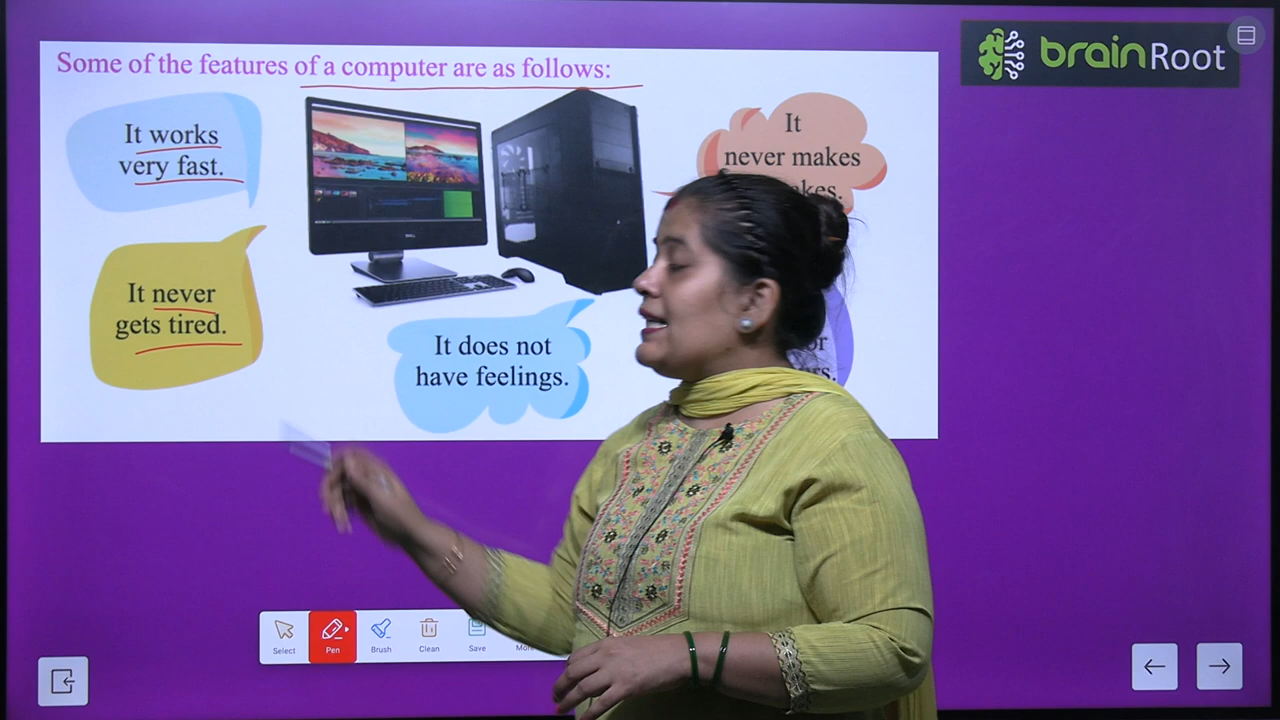 Some of the features of a computer are as follows:
brainRoot
It works
very fast.
It
never makes
It never
gets tired.
It does not
have feelings.
DELL
Select
Pen
Brush
Clean
Save